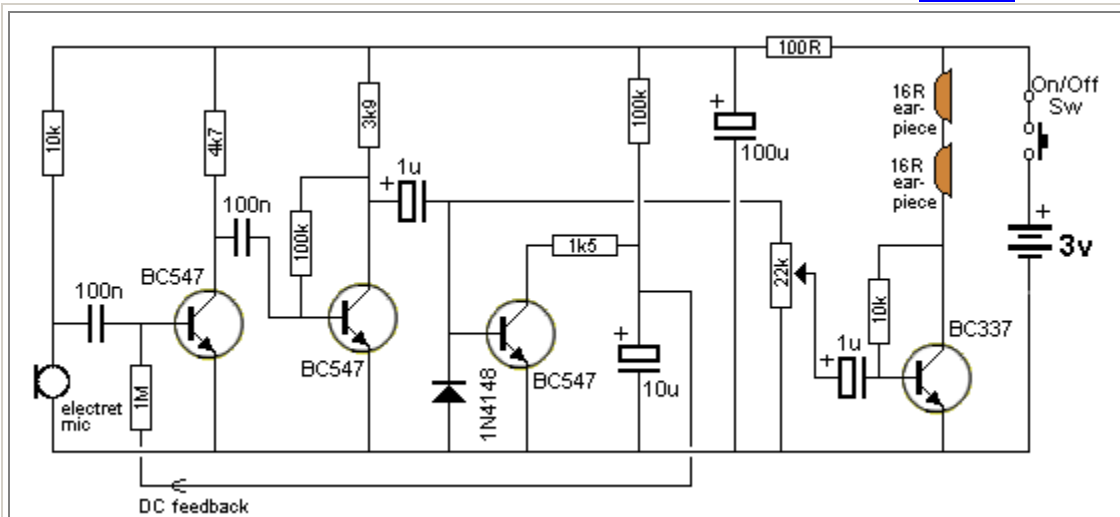 100R
10k
4k7
3k9
100k
16R
ear-
piece
On/Off
Sw
+
100u
+
1u
16R
ear-
piece
100n
100k
+
3v
1k5
22k
BC547
100n
10k
BC337
+
1u
+
10u
BC547
BC547
1N4148
1M
electret
mic
DC feedback